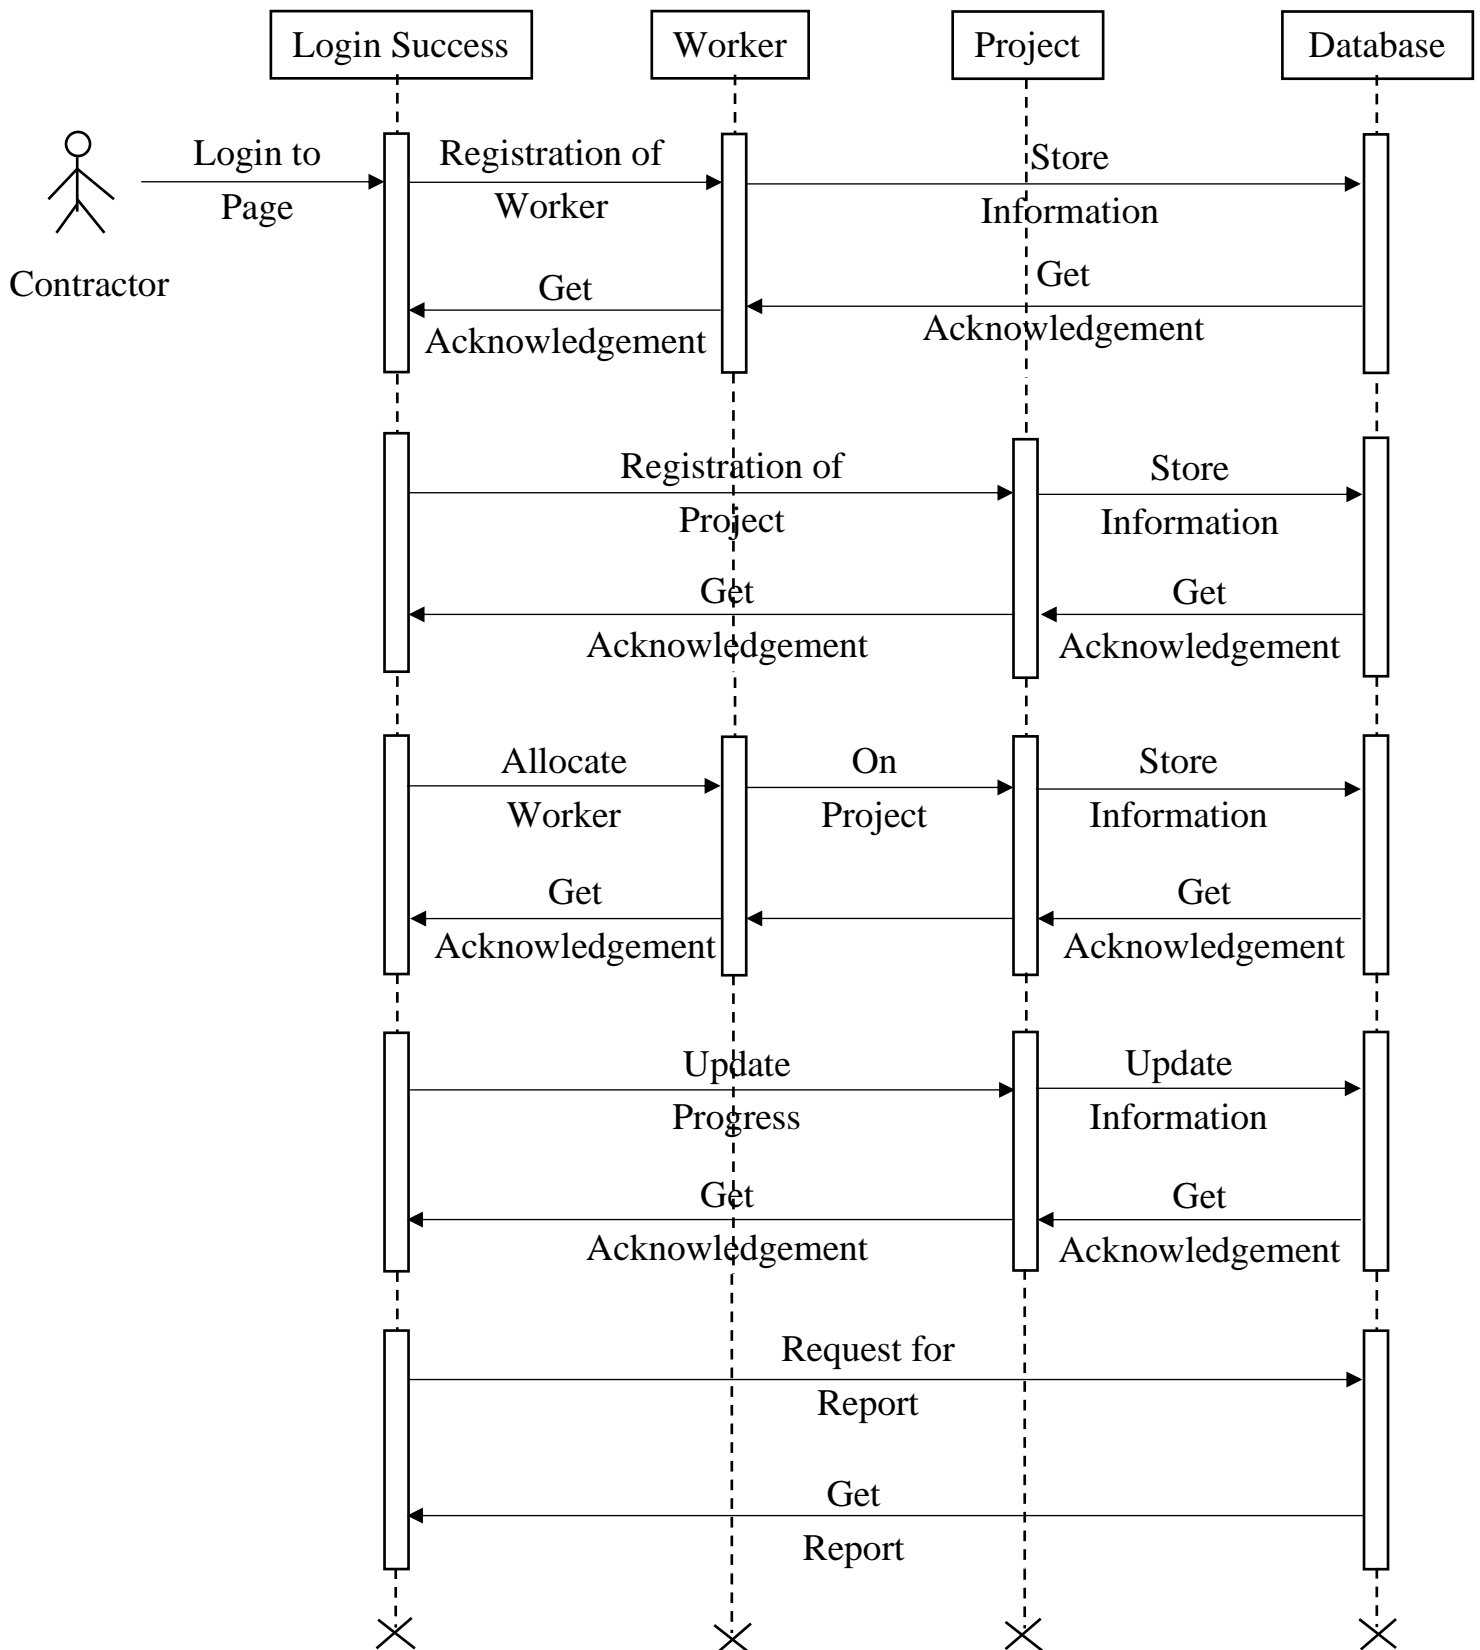 Login Success
Worker
Project
Database
Login to
Page
Registration of
Worker
Store
Information
Contractor
Get
Acknowledgement
Get
Acknowledgement
Registration of
Project
Store
Information
Get
Acknowledgement
Get
Acknowledgement
Allocate
Worker
On
Project
Store
Information
Get
Acknowledgement
Get
Acknowledgement
Update
Progress
Update
Information
Get
Acknowledgement
Get
Acknowledgement
Request for
Report
Get
Report